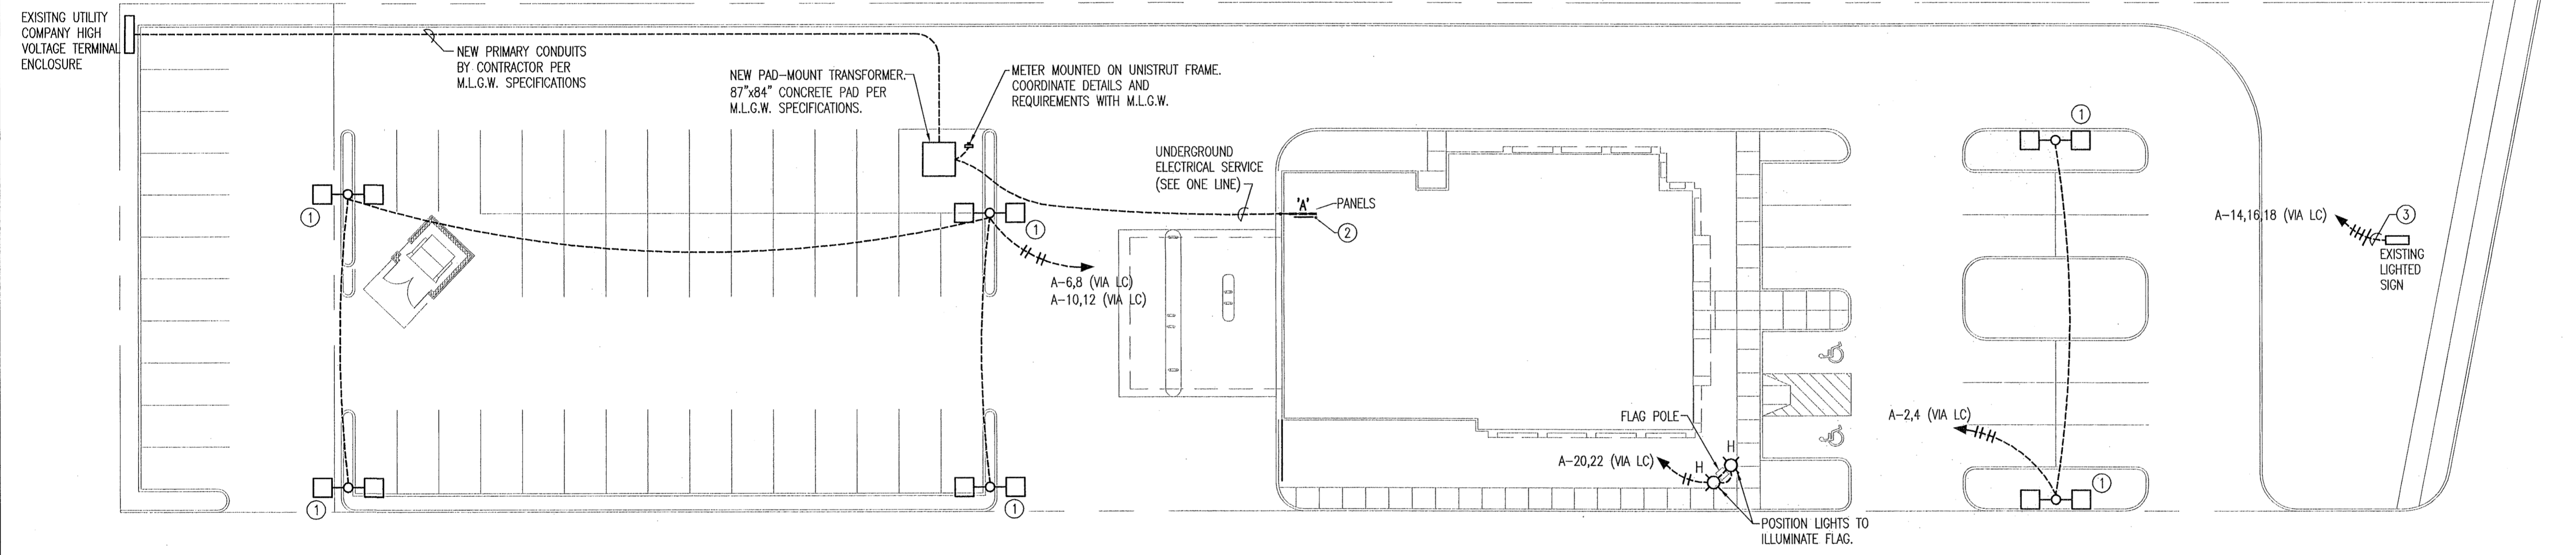 EXISITNG UTILITY
COMPANY HIGH
VOLTAGE TERMINAL
ENCLOSURE
NEW PRIMARY CONDUITS
BY CONTRACTOR PER
M.L.G.W. SPECIFICATIONS
NEW PAD-MOUNT TRANSFORMER.
87"x84" CONCRETE PAD PER
M.L.G.W. SPECIFICATIONS.
METER MOUNTED ON UNISTRUT FRAME.
COORDINATE DETAILS AND
REQUIREMENTS WITH M.L.G.W.
UNDERGROUND
ELECTRICAL SERVICE
(SEE ONE LINE)
'A'
PANELS
2
1
1
1
1
A-6,8 (VIA LC)
A-10,12 (VIA LC)
FLAG POLE
H
H
A-20,22 (VIA LC)
POSITION LIGHTS TO
ILLUMINATE FLAG.
1
A-2,4 (VIA LC)
1
A-14,16,18 (VIA LC)
3
EXISTING
LIGHTED
SIGN